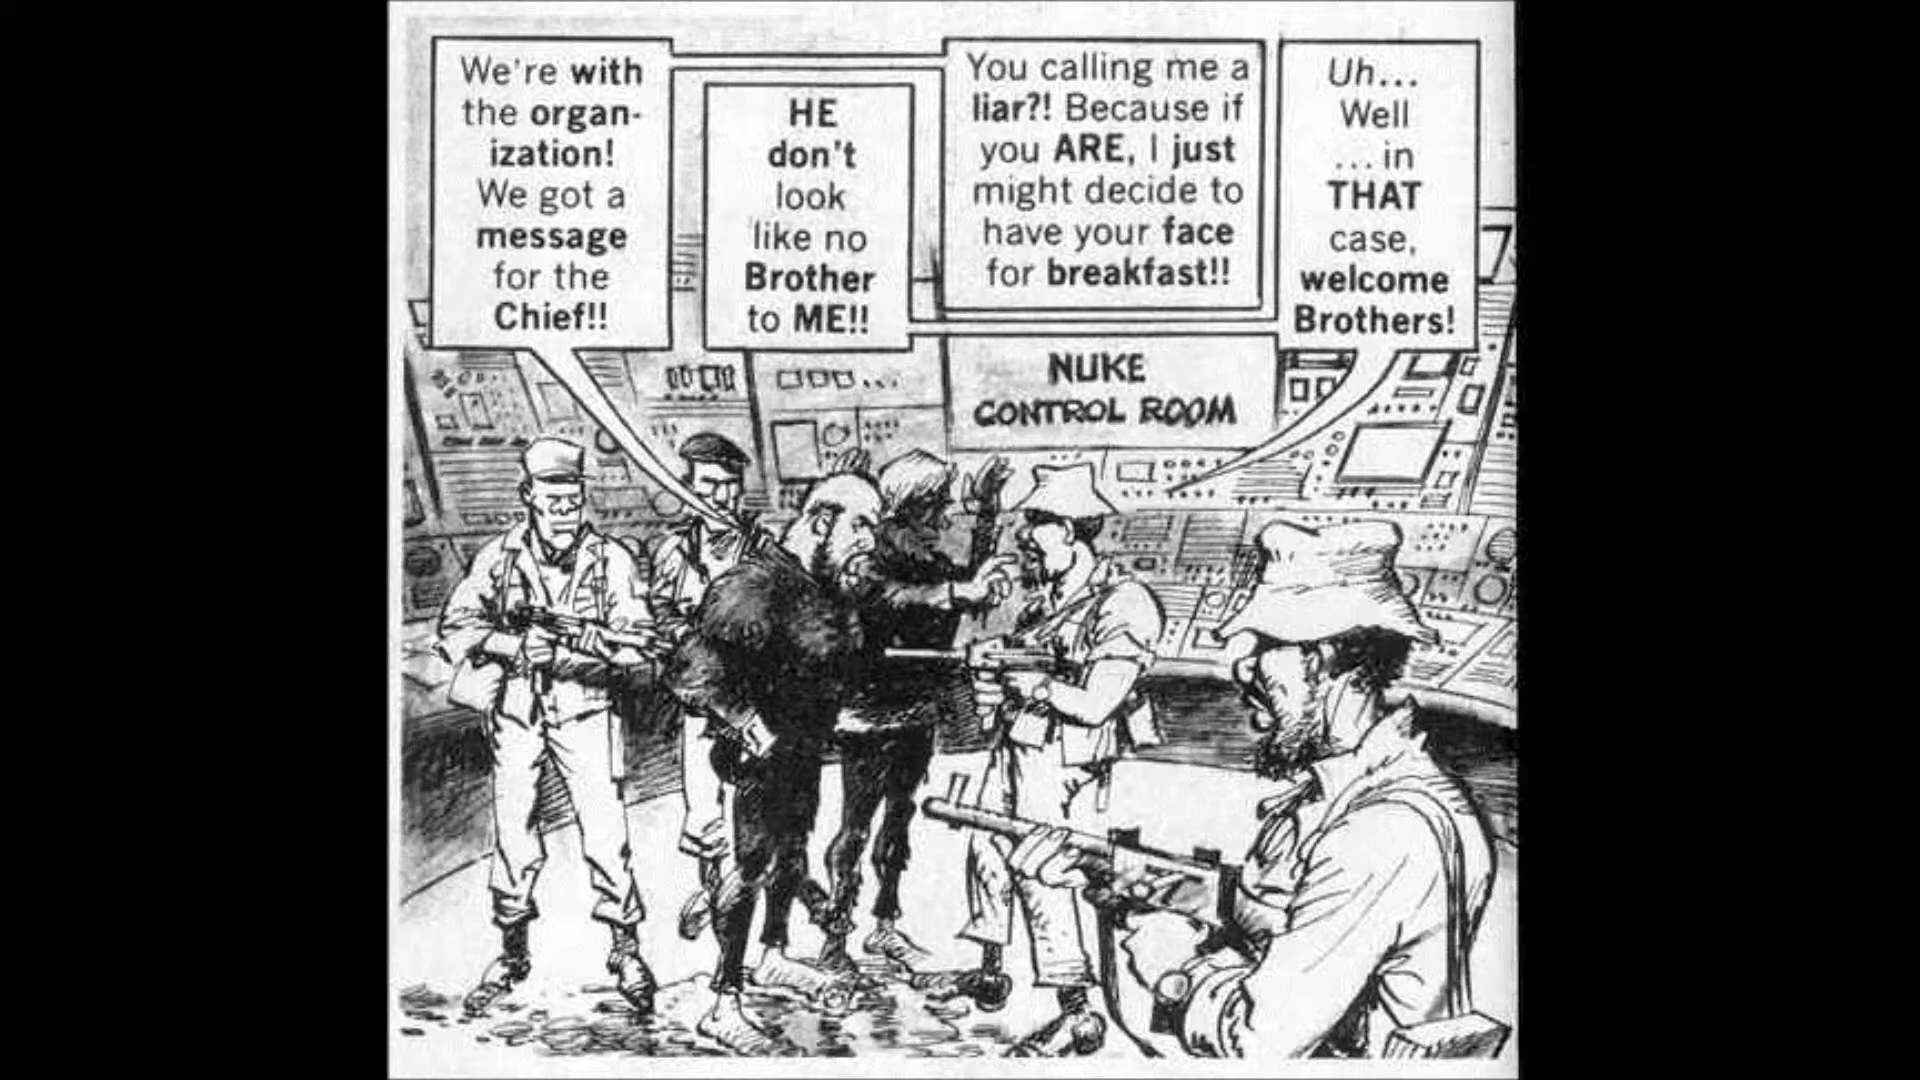 We're with
the organ-
ization!
We got a
message
for the
Chief!!
HE
don't
look
like no
Brother
to ME!!
You calling me a
liar?! Because if
you ARE, I just
might decide to
have your face
for breakfast!!
Uh...
Well
...in
THAT
case,
welcome
Brothers!
NUKE
CONTROL ROOM